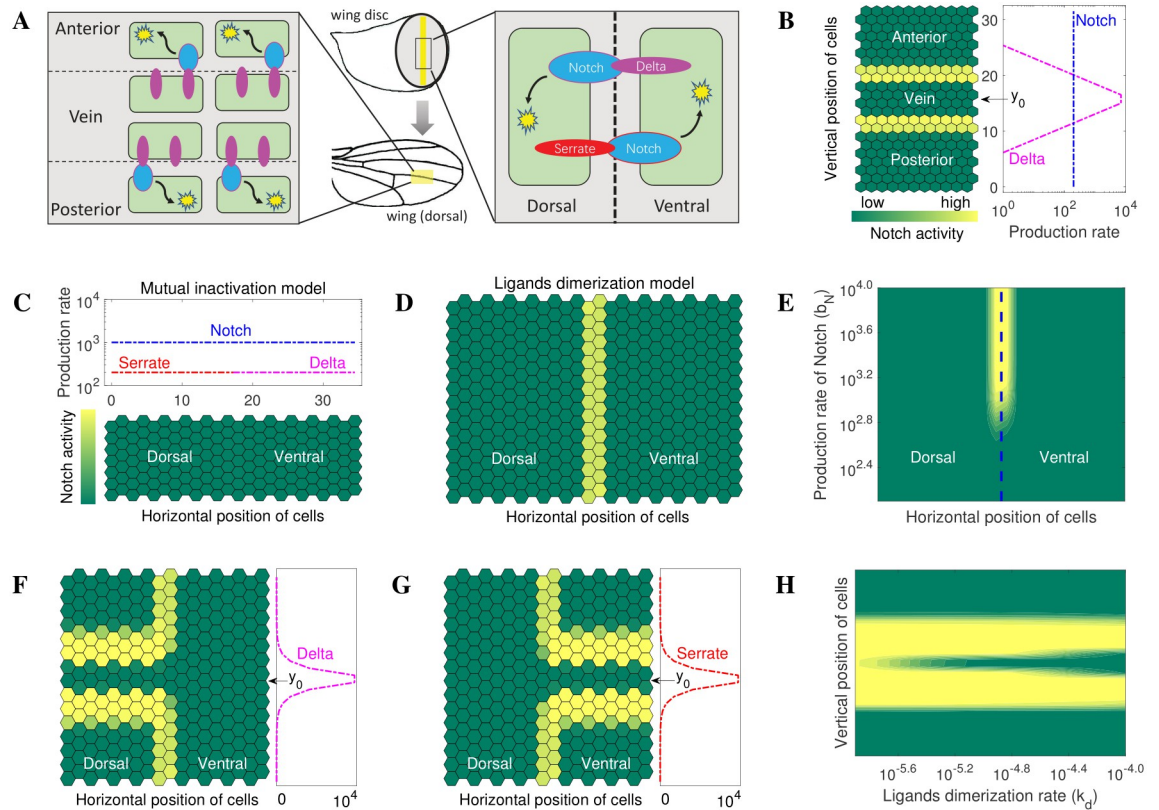 A
Anterior
Vein
Posterior
wing disc
wing (dorsal)
Notch
Delta
Serrate
Notch
Dorsal
Ventral
B
Vertical position of cells
Anterior
Vein
Posterior
y0
low
high
Notch activity
30
20
10
0
Notch
Delta
10^0
10^2
10^4
Production rate
C
Mutual inactivation model
Production rate
10^4
10^3
10^2
Notch
Serrate
Delta
0
10
20
30
Notch activity
Dorsal
Ventral
Horizontal position of cells
D
Ligands dimerization model
Dorsal
Ventral
Horizontal position of cells
E
Production rate of Notch (b_N)
10^4.0
10^3.6
10^3.2
10^2.8
10^2.4
Dorsal
Ventral
Horizontal position of cells
F
Delta
y0
Dorsal
Ventral
0
10^4
Horizontal position of cells
G
Serrate
y0
Dorsal
Ventral
0
10^4
Horizontal position of cells
H
Vertical position of cells
10^-5.6
10^-5.2
10^-4.8
10^-4.4
10^-4.0
Ligands dimerization rate (k_d)